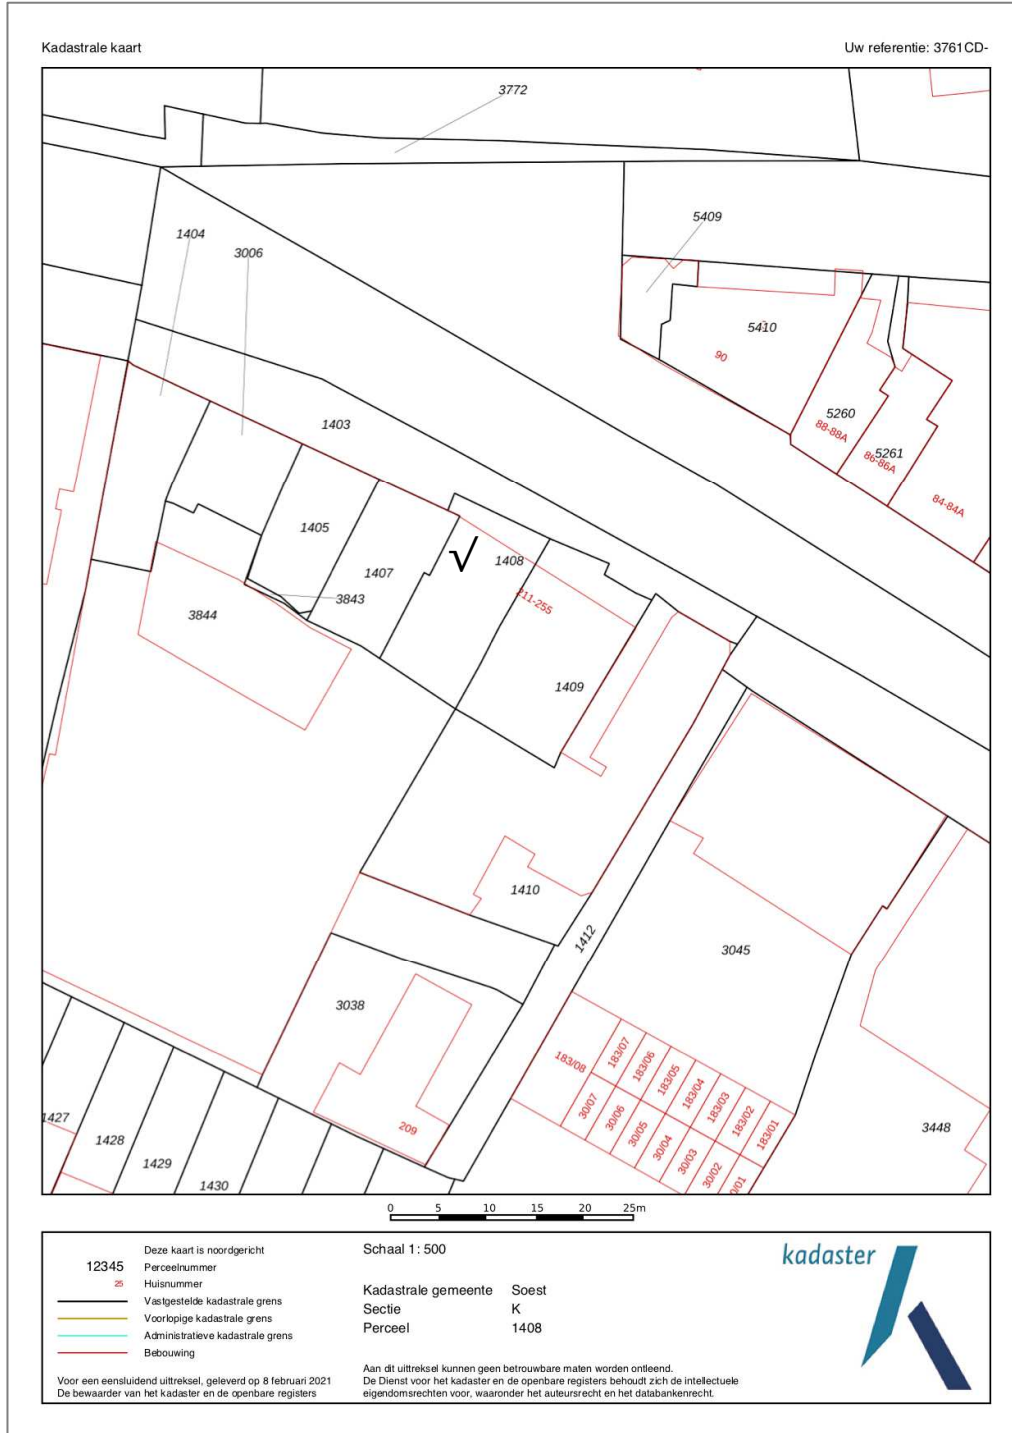 Kadastrale kaart
Uw referentie: 3761CD-
3772
5409
1404
3006
5410
90
5260
88-88A
5261
86-86A
84-84A
1403
1405
1408
1407
211-255
3843
3844
1409
1410
1412
3045
3038
183/08
183/07
183/06
183/05
183/04
183/03
183/02
183/01
30/07
30/06
30/05
30/04
30/03
30/02
0/01
209
1427
1428
1429
1430
3448
0 5 10 15 20 25m
Deze kaart is noordgericht
12345 Perceelnummer
25 Huisnummer
Vastgestelde kadastrale grens
Voorlopige kadastrale grens
Administratieve kadastrale grens
Bebouwing
Voor een eensluidend uittreksel, geleverd op 8 februari 2021
De bewaarder van het kadaster en de openbare registers
Schaal 1: 500
Kadastrale gemeente Soest
Sectie K
Perceel 1408
Aan dit uittreksel kunnen geen betrouwbare maten worden ontleend.
De Dienst voor het kadaster en de openbare registers behoudt zich de intellectuele
eigendomsrechten voor, waaronder het auteursrecht en het databankenrecht.
kadaster